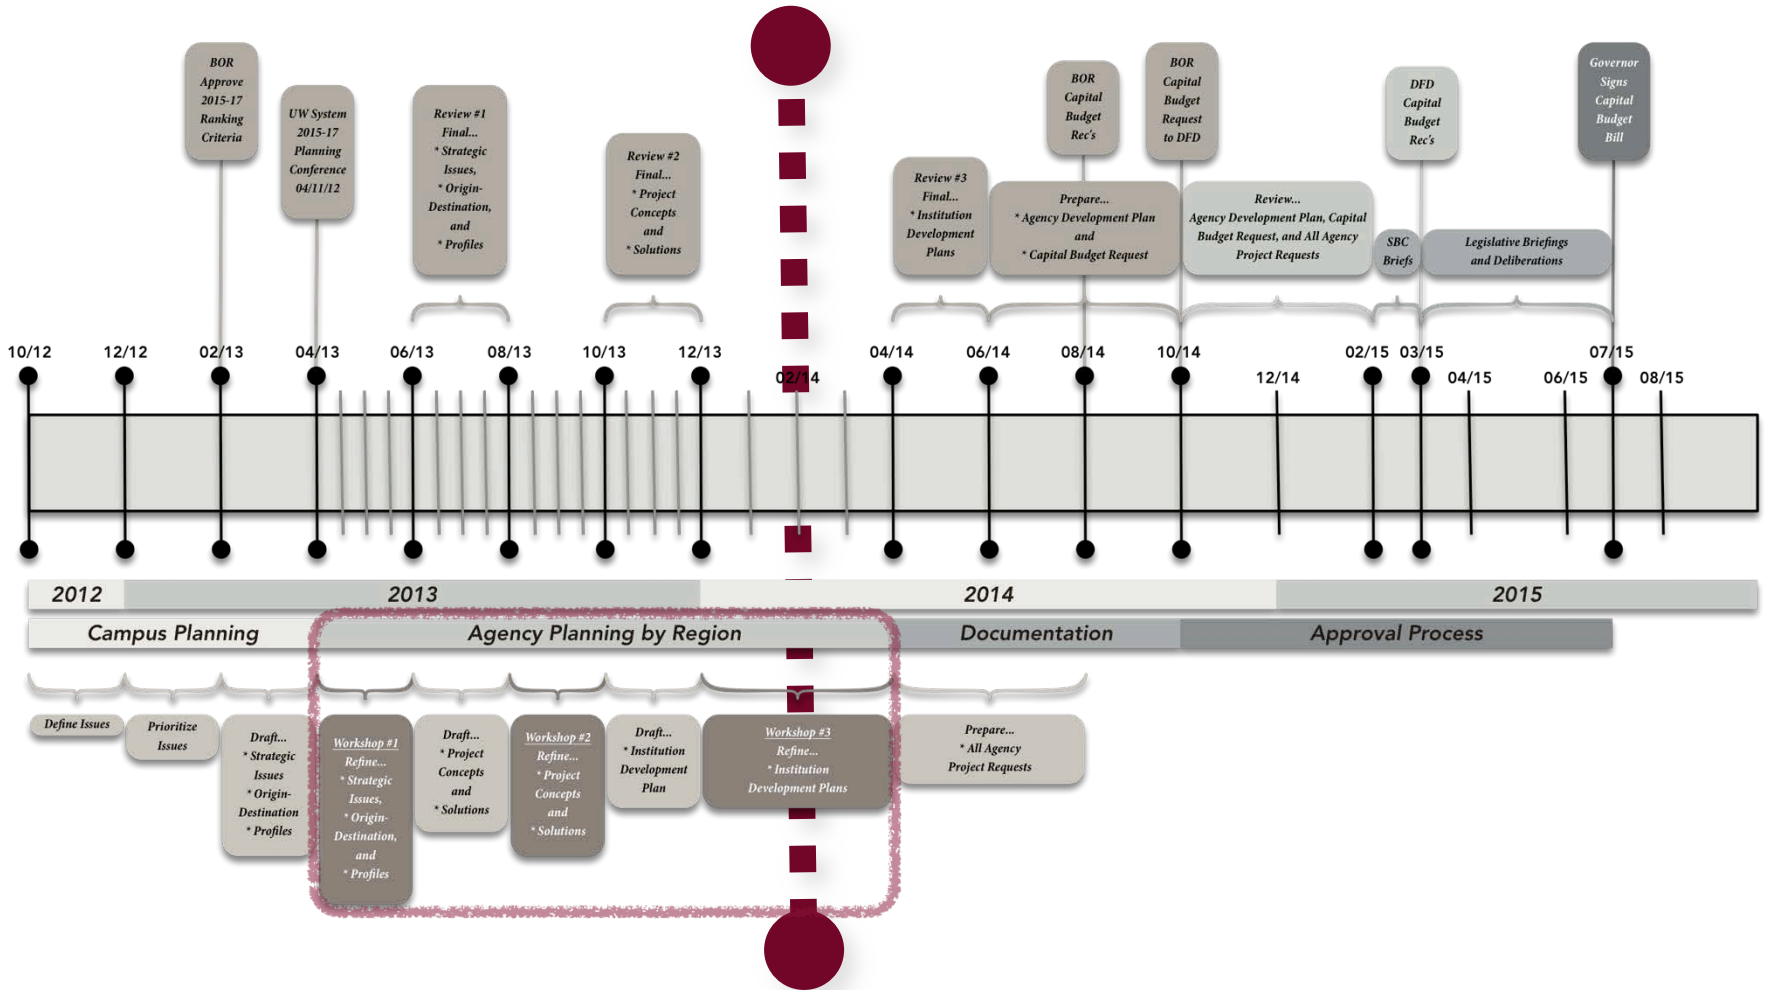 BOR
Approve
2015-17
Ranking
Criteria
UW System
2015-17
Planning
Conference
04/11/12
Review #1
Final...
* Strategic
Issues,
* Origin-
Destination,
and
* Profiles
Review #2
Final...
* Project
Concepts
and
* Solutions
Review #3
Final...
* Institution
Development
Plans
BOR
Capital
Budget
Rec's
Prepare...
* Agency Development Plan
and
* Capital Budget Request
BOR
Capital
Budget
Request
to DFD
Review...
Agency Development Plan, Capital
Budget Request, and All Agency
Project Requests
SBC
Briefs
DFD
Capital
Budget
Rec's
Legislative Briefings
and Deliberations
Governor
Signs
Capital
Budget
Bill
10/12
12/12
02/13
04/13
06/13
08/13
10/13
12/13
02/14
04/14
06/14
08/14
10/14
12/14
02/15
03/15
04/15
06/15
07/15
08/15
2012
2013
2014
2015
Campus Planning
Agency Planning by Region
Documentation
Approval Process
Define Issues
Prioritize
Issues
Draft...
* Strategic
Issues
* Origin-
Destination
* Profiles
Workshop #1
Refine...
* Strategic
Issues,
* Origin-
Destination,
and
* Profiles
Draft...
* Project
Concepts
and
* Solutions
Workshop #2
Refine...
* Project
Concepts
and
* Solutions
Draft...
* Institution
Development
Plan
Workshop #3
Refine...
* Institution
Development Plans
Prepare...
* All Agency
Project Requests